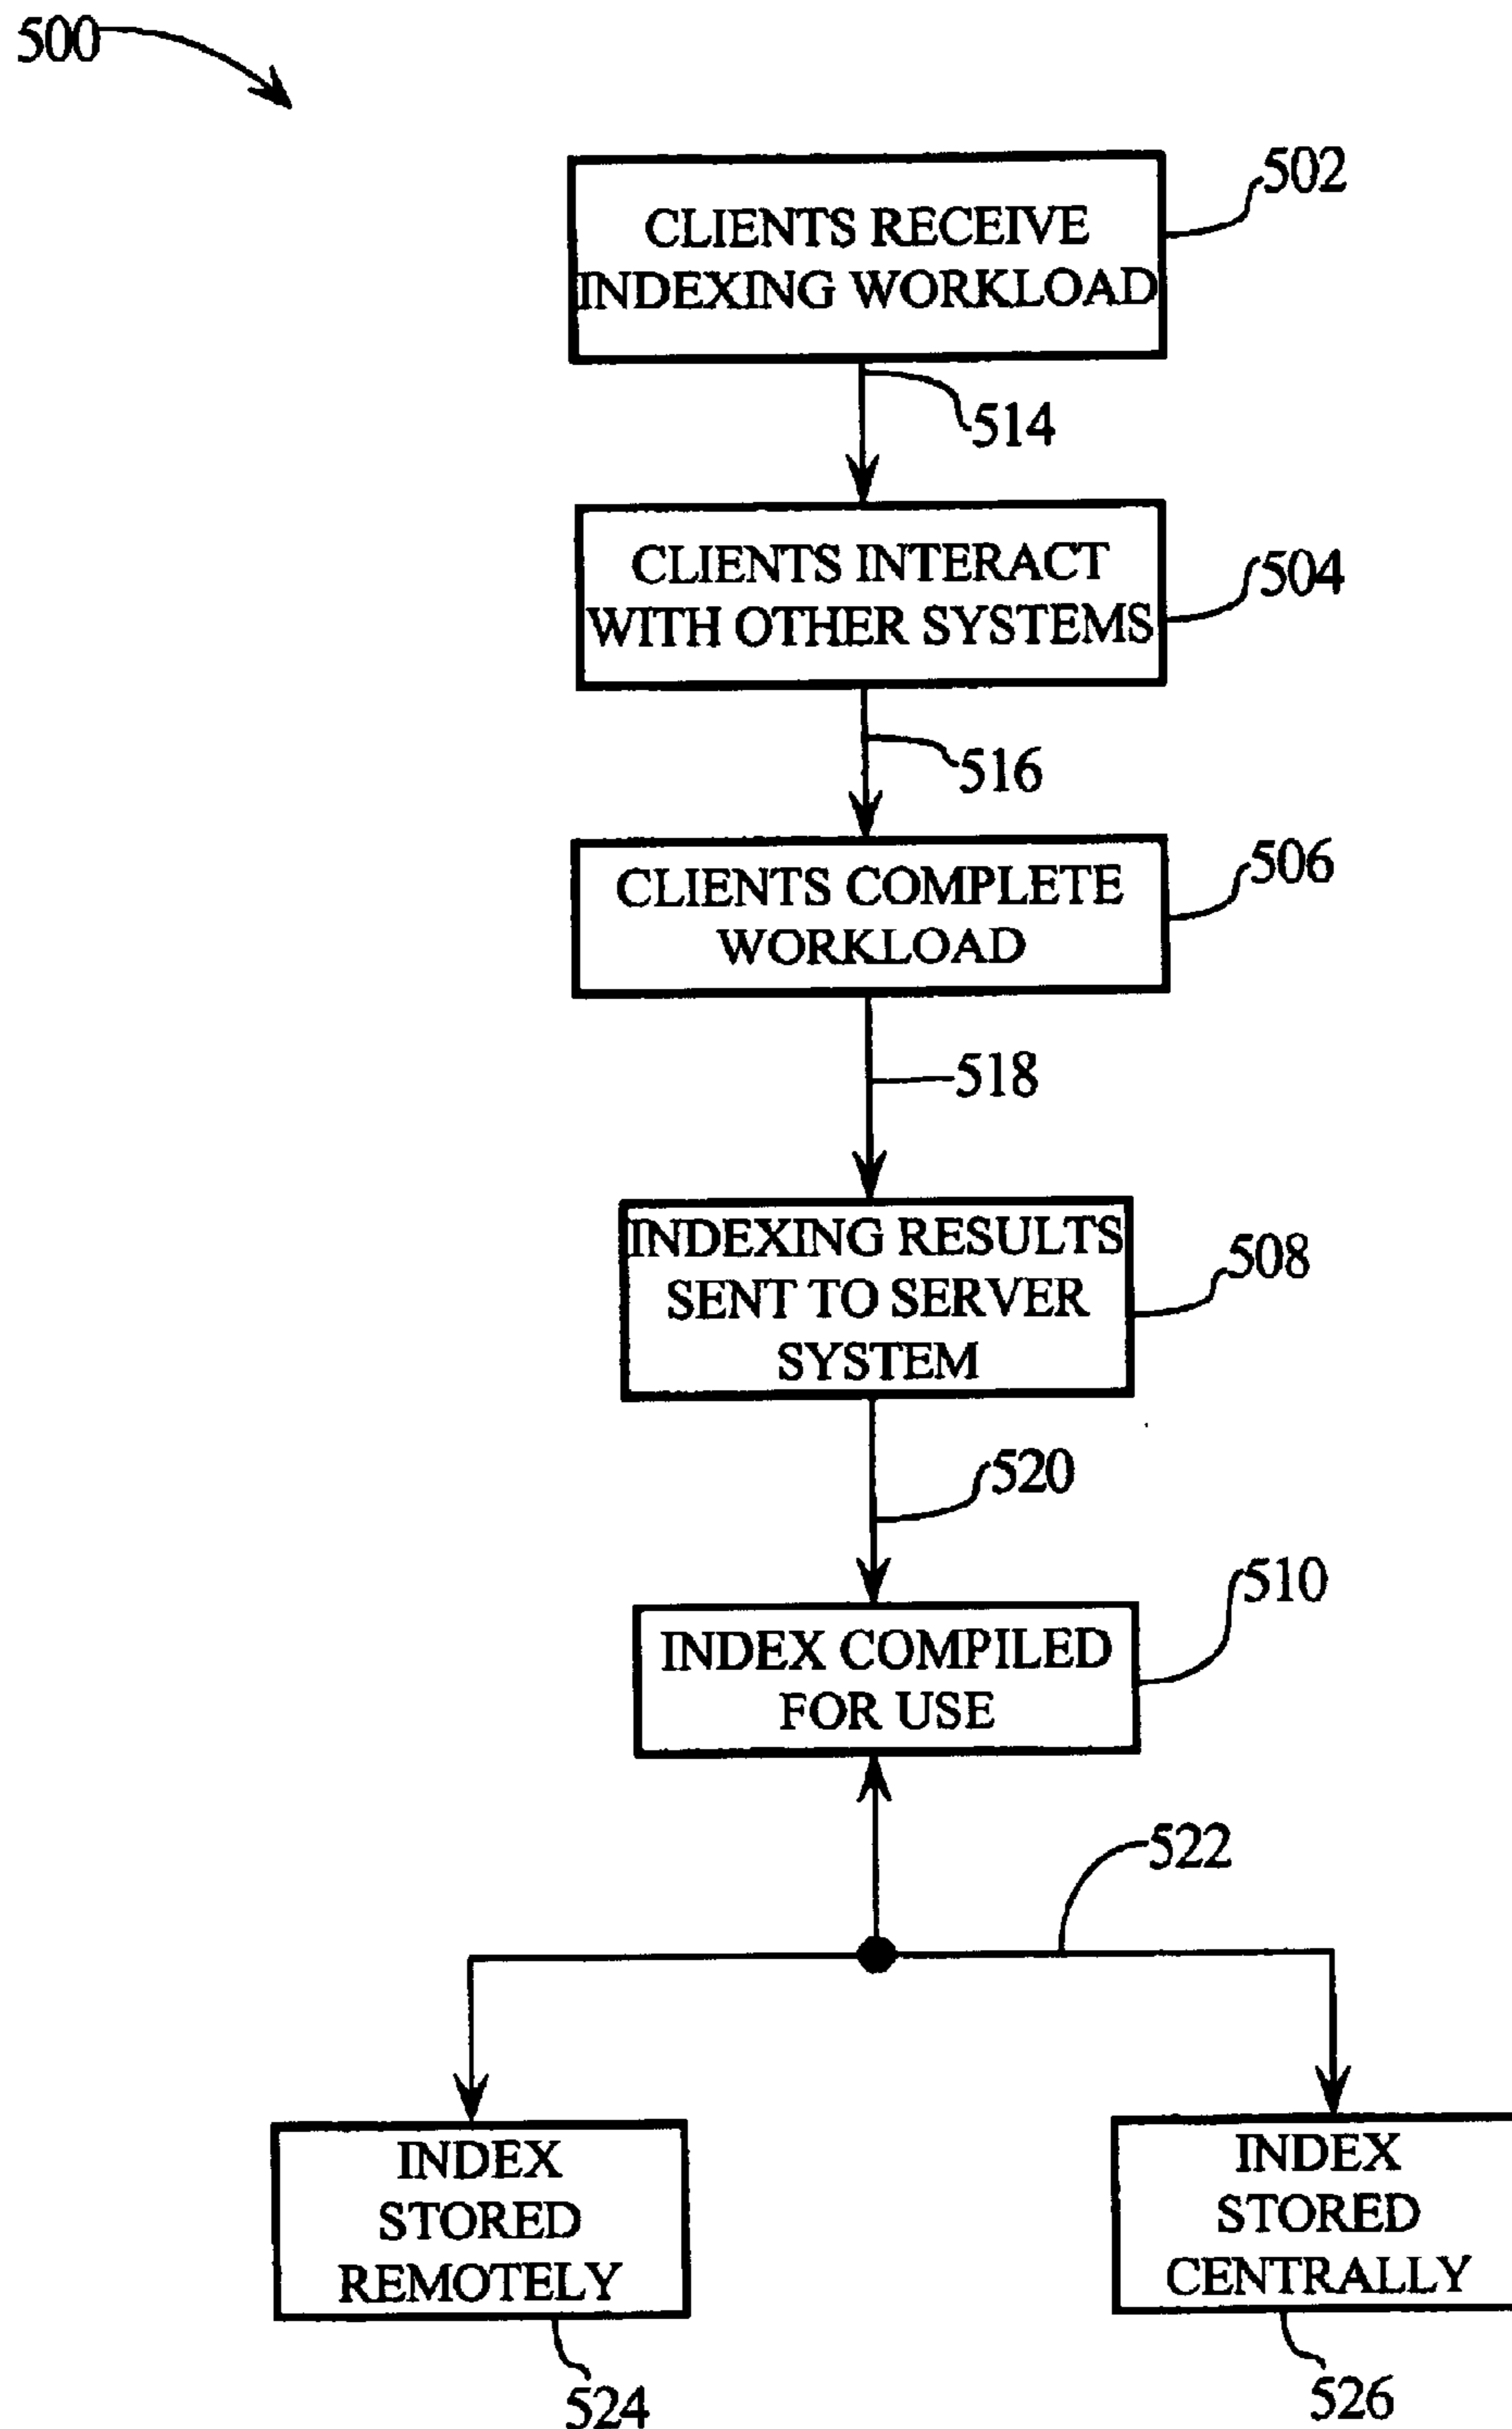 500
CLIENTS RECEIVE
INDEXING WORKLOAD
502
514
CLIENTS INTERACT
WITH OTHER SYSTEMS
504
516
CLIENTS COMPLETE
WORKLOAD
506
518
INDEXING RESULTS
SENT TO SERVER
SYSTEM
508
520
INDEX COMPILED
FOR USE
510
522
INDEX
STORED
REMOTELY
524
INDEX
STORED
CENTRALLY
526